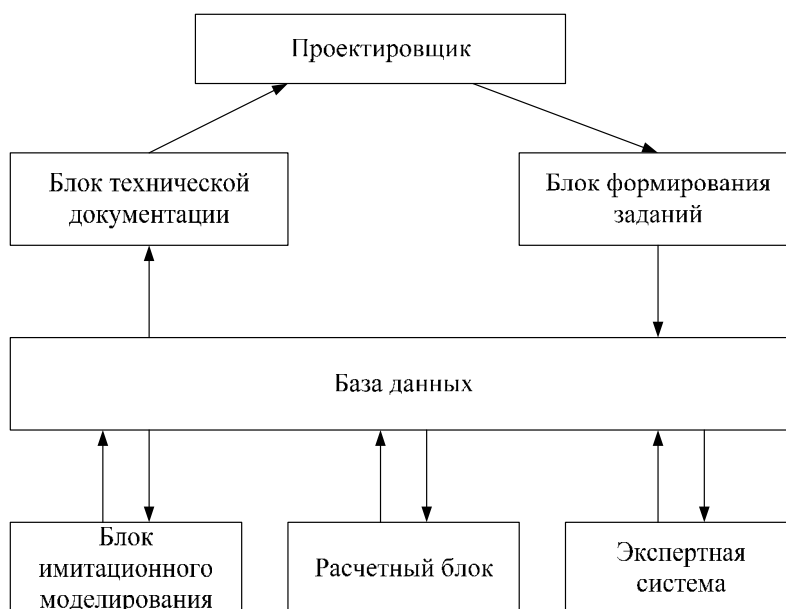 Проектировщик
Блок технической
документации
Блок формирования
заданий
База данных
Блок
имитационного
моделирования
Расчетный блок
Экспертная
система